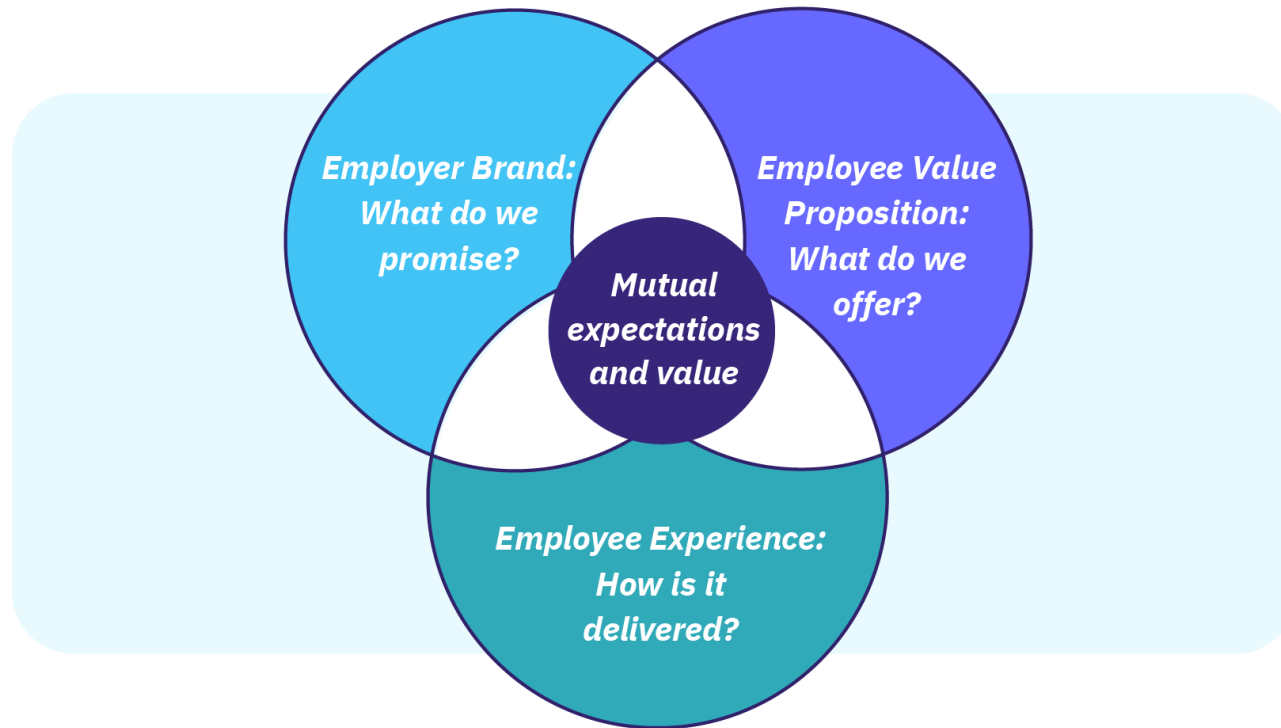 Employer Brand:
What do we
promise?
Employee Value
Proposition:
What do we
offer?
Mutual
expectations
and value
Employee Experience:
How is it
delivered?